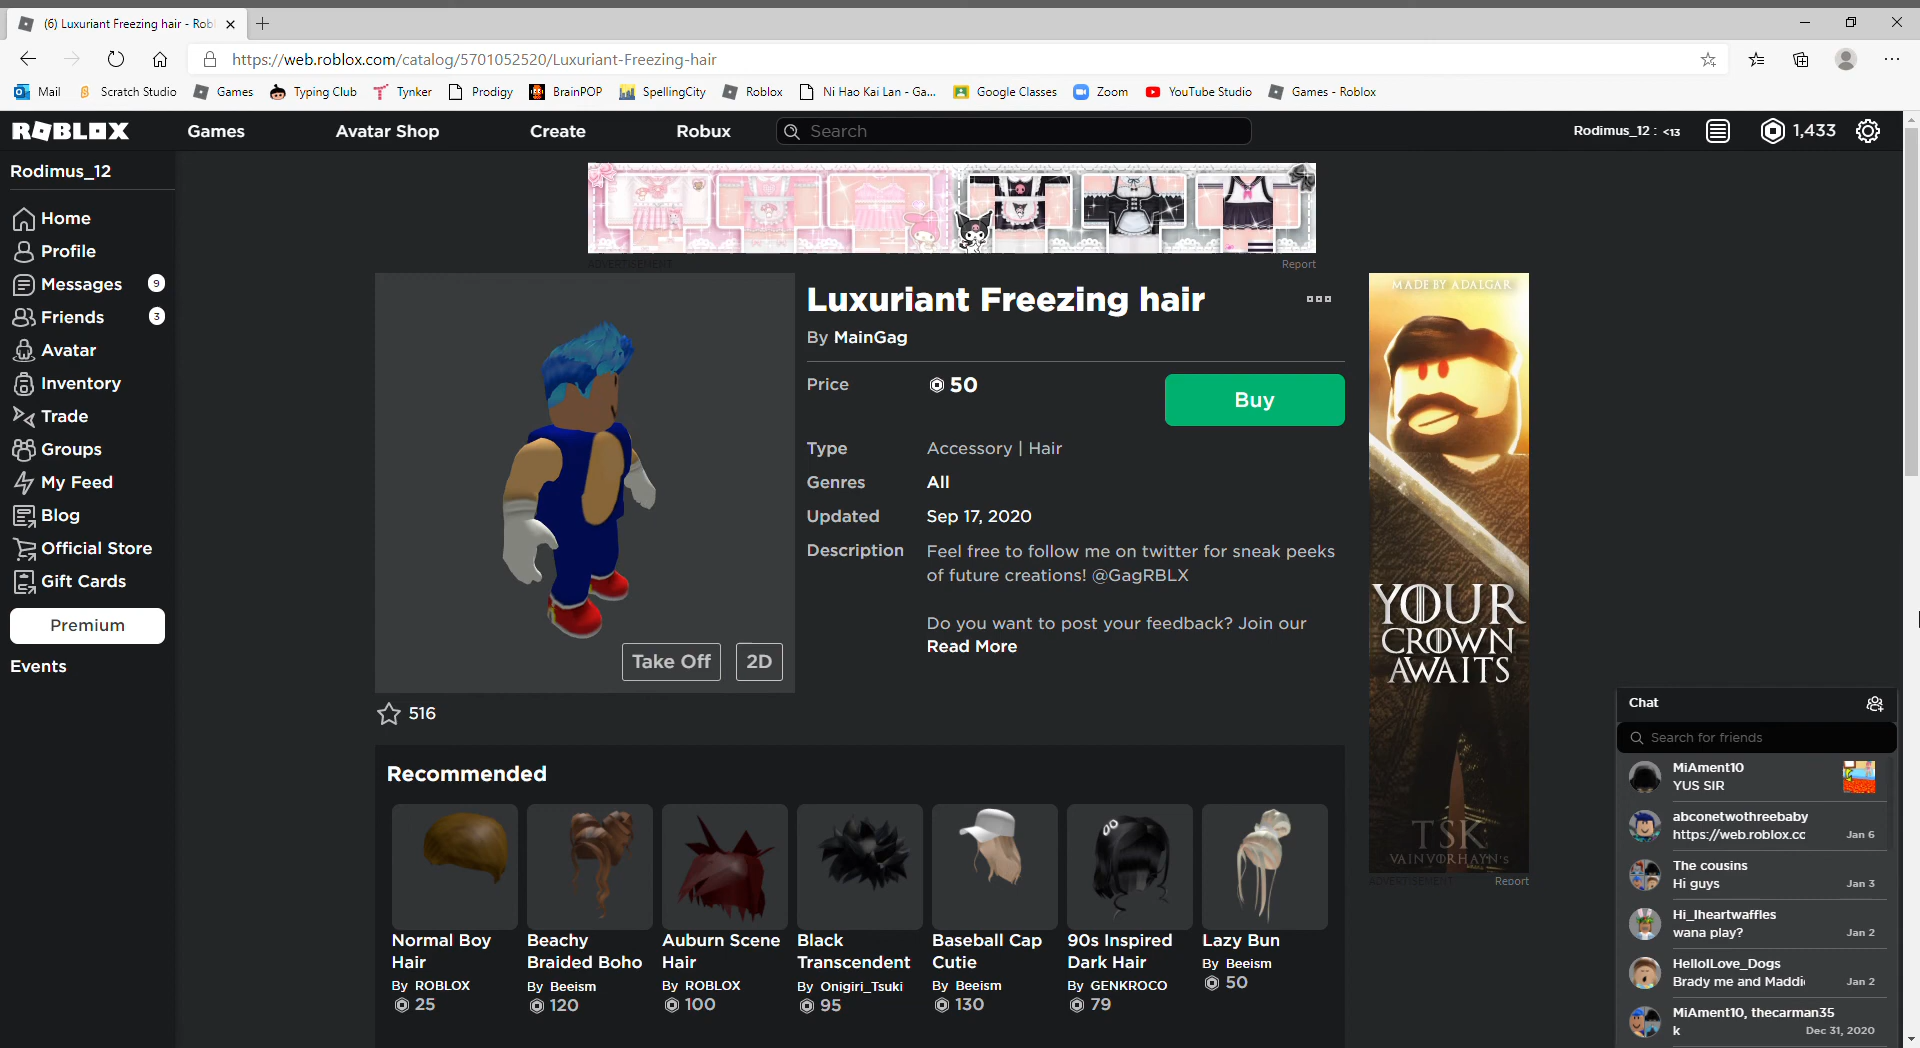 (6) Luxuriant Freezing hair - Rob
https://web.roblox.com/catalog/5701052520/Luxuriant-Freezing-hair
Mail Scratch Studio Games Typing Club Tynker Prodigy BrainPOP SpellingCity Roblox Ni Hao Kai Lan - Ga... Google Classes Zoom YouTube Studio Games - Roblox
ROBLOX Games Avatar Shop Create Robux Search Rodimus_12 : <13 1,433
Rodimus_12
Home
Profile
Messages 9
Friends 3
Avatar
Inventory
Trade
Groups
My Feed
Blog
Official Store
Gift Cards
Premium
Events
ADVERTISEMENT Report
Luxuriant Freezing hair
By MainGag
Price 50
Buy
Type Accessory | Hair
Genres All
Updated Sep 17, 2020
Description Feel free to follow me on twitter for sneak peeks
of future creations! @GagRBLX
Do you want to post your feedback? Join our
Read More
Take Off 2D
516
MADE BY ADALGAR
YOUR
CROWN
AWAITS
TSK
VAINVORHAYN'S
ADVERTISEMENT Report
Recommended
Normal Boy
Hair
By ROBLOX
25
Beachy
Braided Boho
By Beeism
120
Auburn Scene
Hair
By ROBLOX
100
Black
Transcendent
By Onigiri_Tsuki
95
Baseball Cap
Cutie
By Beeism
130
90s Inspired
Dark Hair
By GENKROCO
79
Lazy Bun
By Beeism
50
Chat
Search for friends
MiAment10
YUS SIR
abconetwothreebaby
https://web.roblox.cc Jan 6
The cousins
Hi guys Jan 3
Hi_Iheartwaffles
wana play? Jan 2
HelloILove_Dogs
Brady me and Maddi Jan 2
MiAment10, thecarman35
k Dec 31, 2020